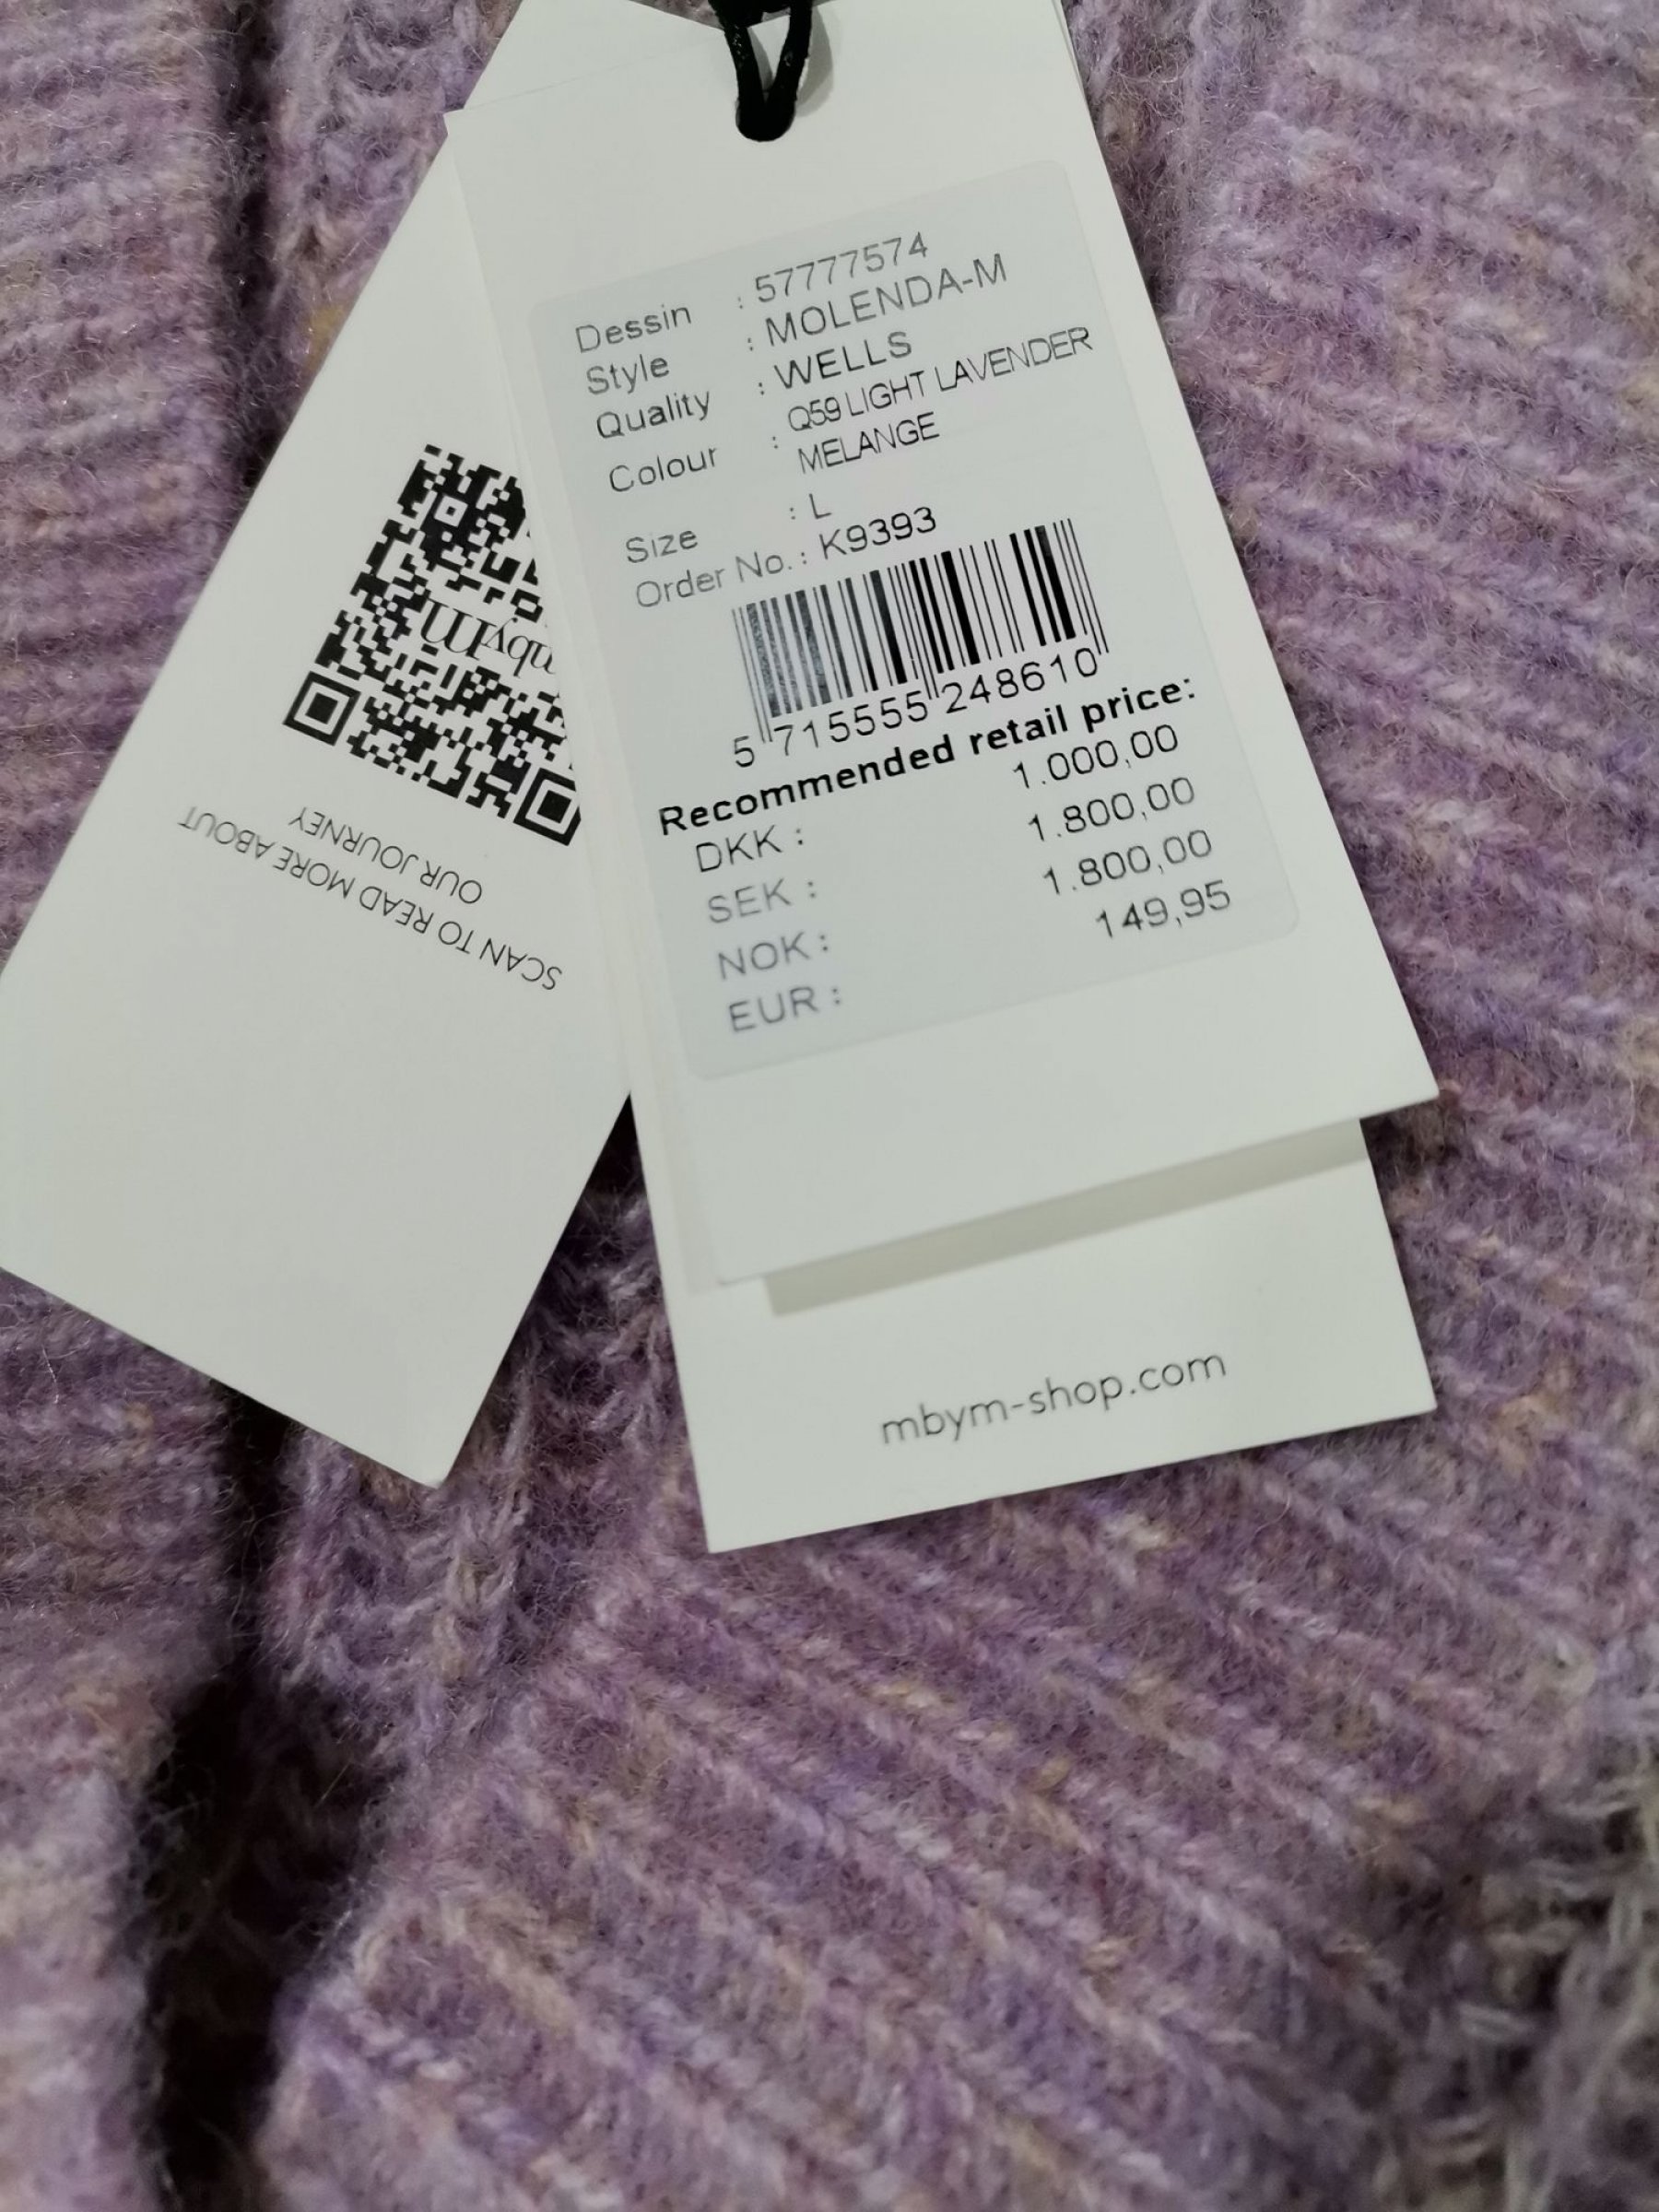 Dessin : 57777574
Style : MOLENDA-M
Quality : WELLS
Colour : Q59 LIGHT LAVENDER
MELANGE
Size : L
Order No. : K9393
5 715555 248610
Recommended retail price:
DKK : 1.000,00
SEK : 1.800,00
NOK : 1.800,00
EUR : 149,95
mbym-shop.com
mbyM
SCAN TO READ MORE ABOUT
OUR JOURNEY